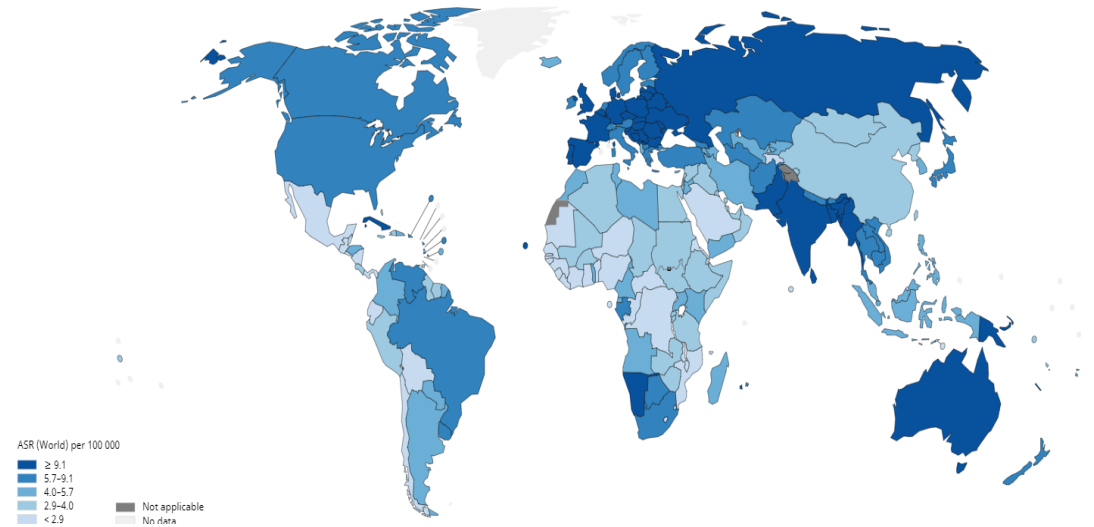 ASR (World) per 100 000
≥ 9.1
5.7–9.1
4.0–5.7
2.9–4.0
< 2.9
Not applicable
No data